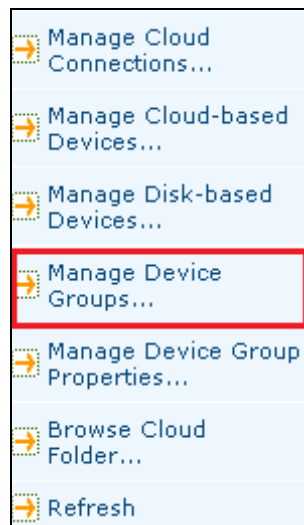 Manage Cloud
Connections...
Manage Cloud-based
Devices...
Manage Disk-based
Devices...
Manage Device
Groups...
Manage Device Group
Properties...
Browse Cloud
Folder...
Refresh